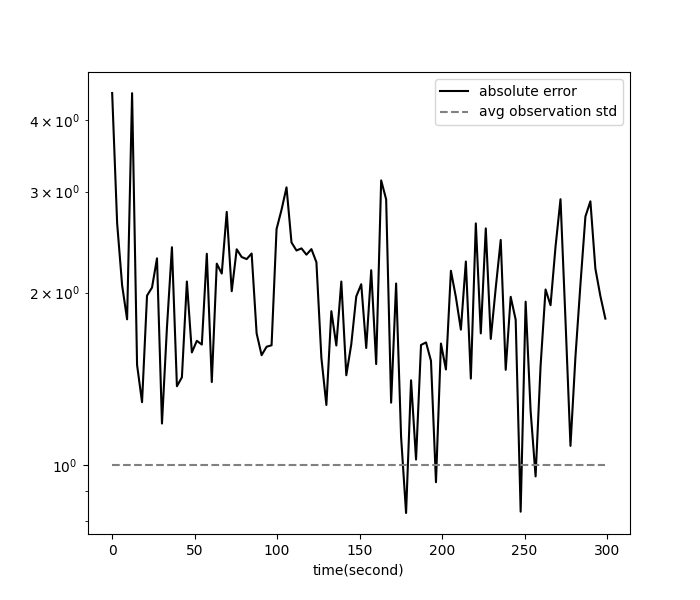 absolute error
avg observation std
4 × 10⁰
3 × 10⁰
2 × 10⁰
10⁰
0 50 100 150 200 250 300
time(second)